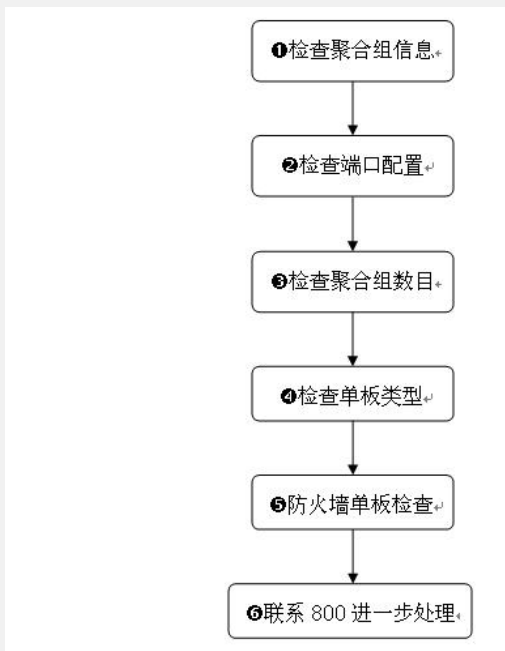 ❶检查聚合组信息
❷检查端口配置
❸检查聚合组数目
❹检查单板类型
❺防火墙单板检查
❻联系 800 进一步处理